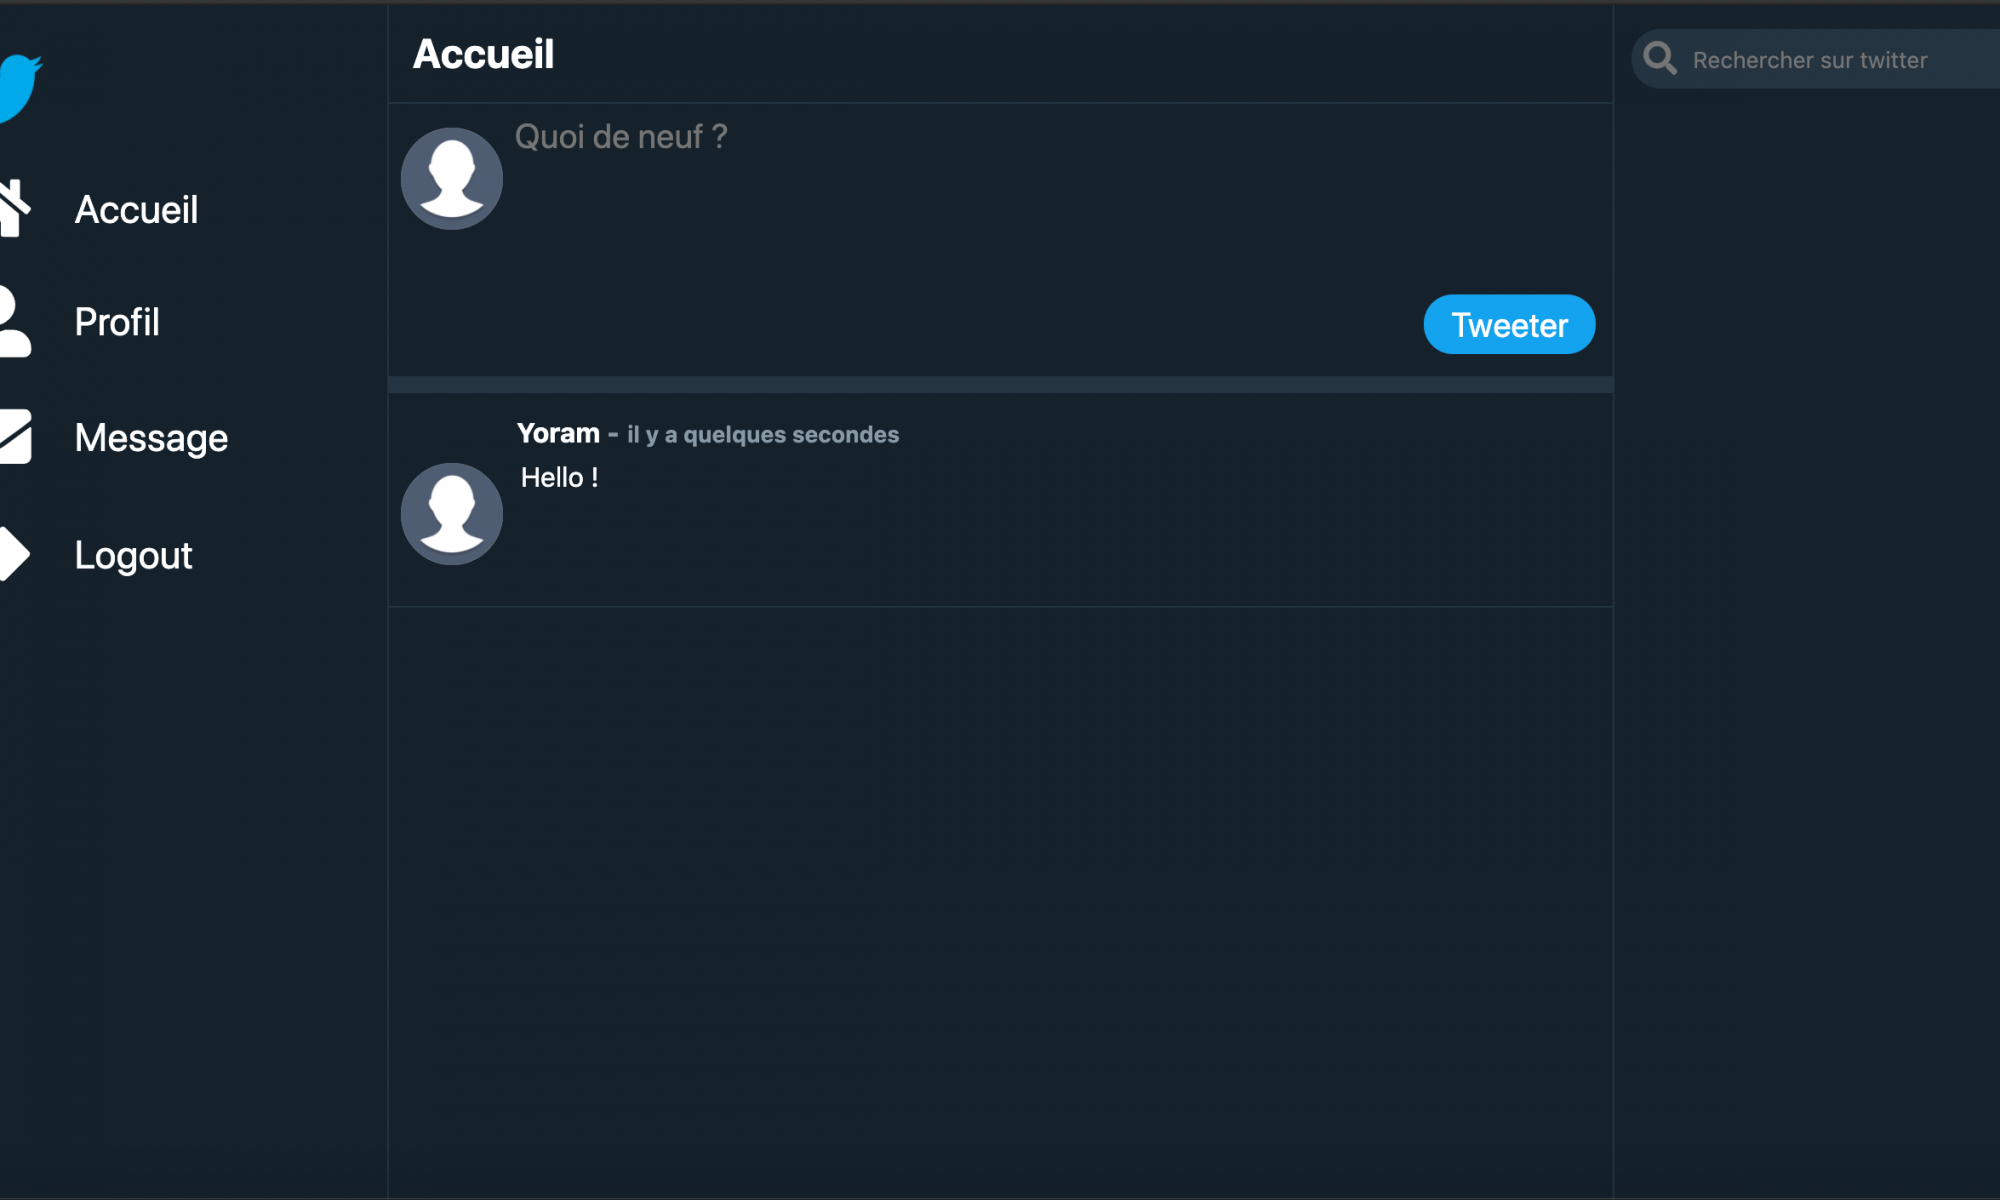 Accueil
Profil
Message
Logout
Accueil
Quoi de neuf ?
Tweeter
Yoram - il y a quelques secondes
Hello !
Rechercher sur twitter